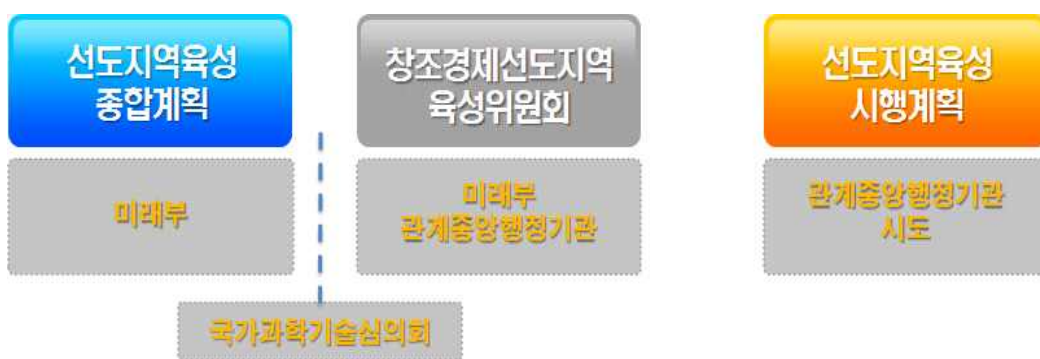 선도지역육성
종합계획
창조경제선도지역
육성위원회
선도지역육성
시행계획
미래부
미래부
관계중앙행정기관
관계중앙행정기관
시도
국가과학기술심의회